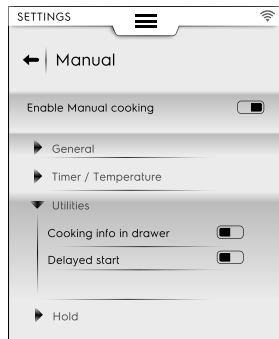 SETTINGS
Manual
Enable Manual cooking
General
Timer / Temperature
Utilities
Cooking info in drawer
Delayed start
Hold